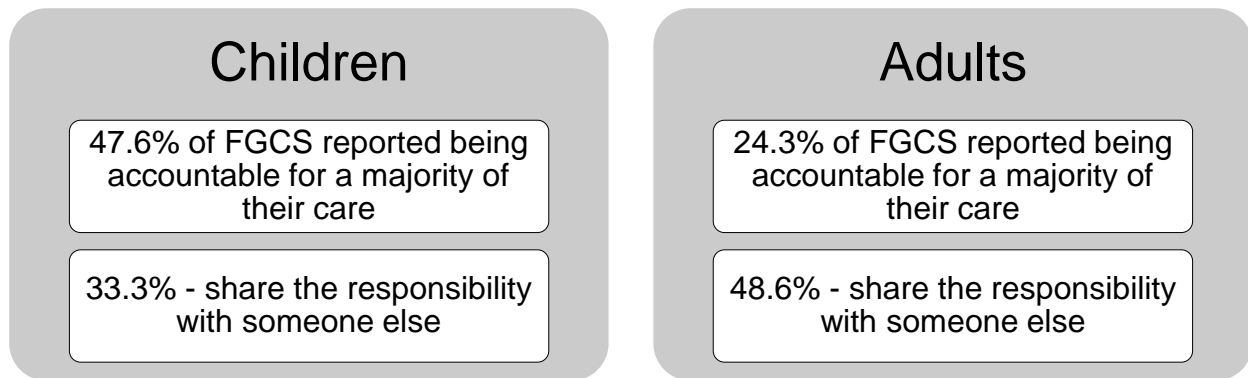 Children
47.6% of FGCS reported being
accountable for a majority of
their care
33.3% - share the responsibility
with someone else
Adults
24.3% of FGCS reported being
accountable for a majority of
their care
48.6% - share the responsibility
with someone else